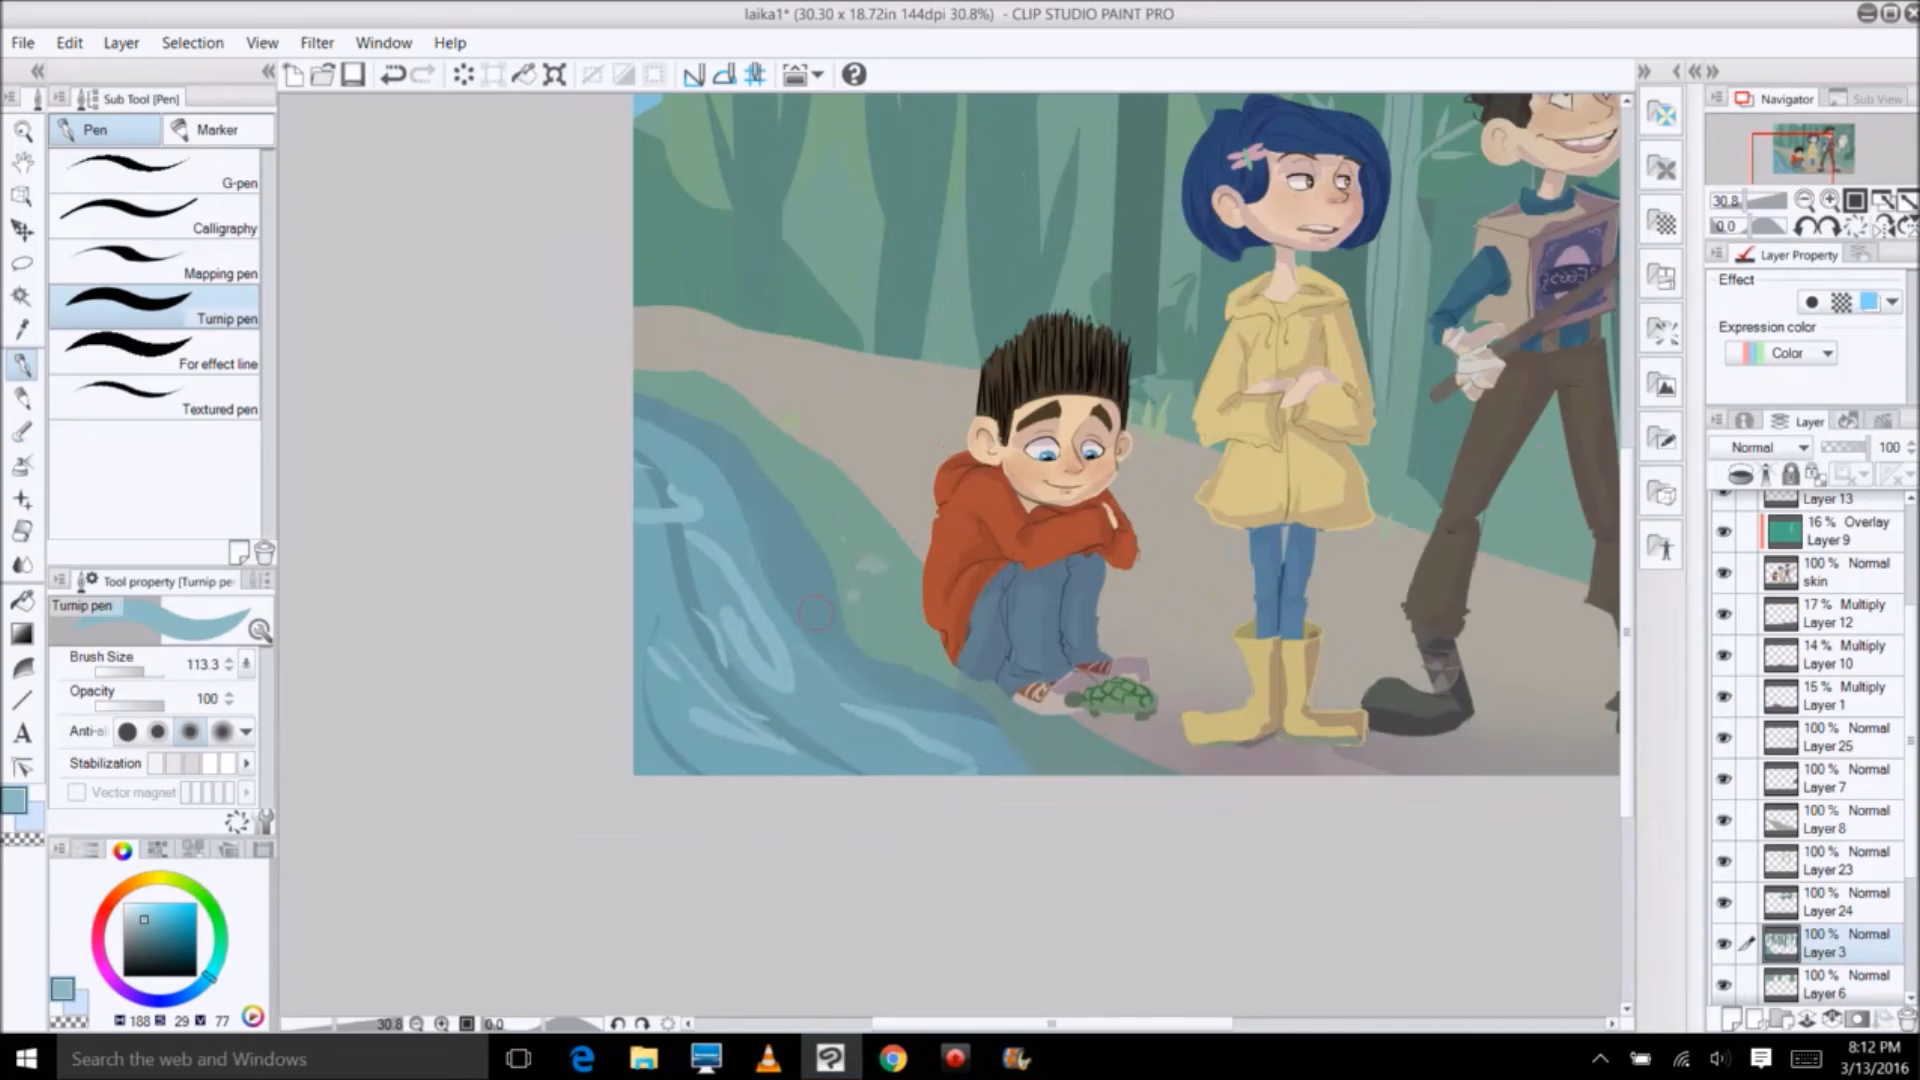 laika1* (30.30 x 18.72in 144dpi 30.8%) - CLIP STUDIO PAINT PRO
File Edit Layer Selection View Filter Window Help
Sub Tool [Pen]
Pen
Marker
G-pen
Calligraphy
Mapping pen
Turnip pen
For effect line
Textured pen
Tool property [Turnip per
Turnip pen
Brush Size 113.3
Opacity 100
Anti-al
Stabilization
Vector magnet
188 29 77
30.8 0.0
Navigator
Sub View
30.8
0.0
Layer Property
Effect
Expression color
Color
Layer
Normal 100
Layer 13
16 % Overlay
Layer 9
100 % Normal
skin
17 % Multiply
Layer 12
14 % Multiply
Layer 10
15 % Multiply
Layer 1
100 % Normal
Layer 25
100 % Normal
Layer 7
100 % Normal
Layer 8
100 % Normal
Layer 23
100 % Normal
Layer 24
100 % Normal
Layer 3
100 % Normal
Layer 6
Search the web and Windows
8:12 PM
3/13/2016